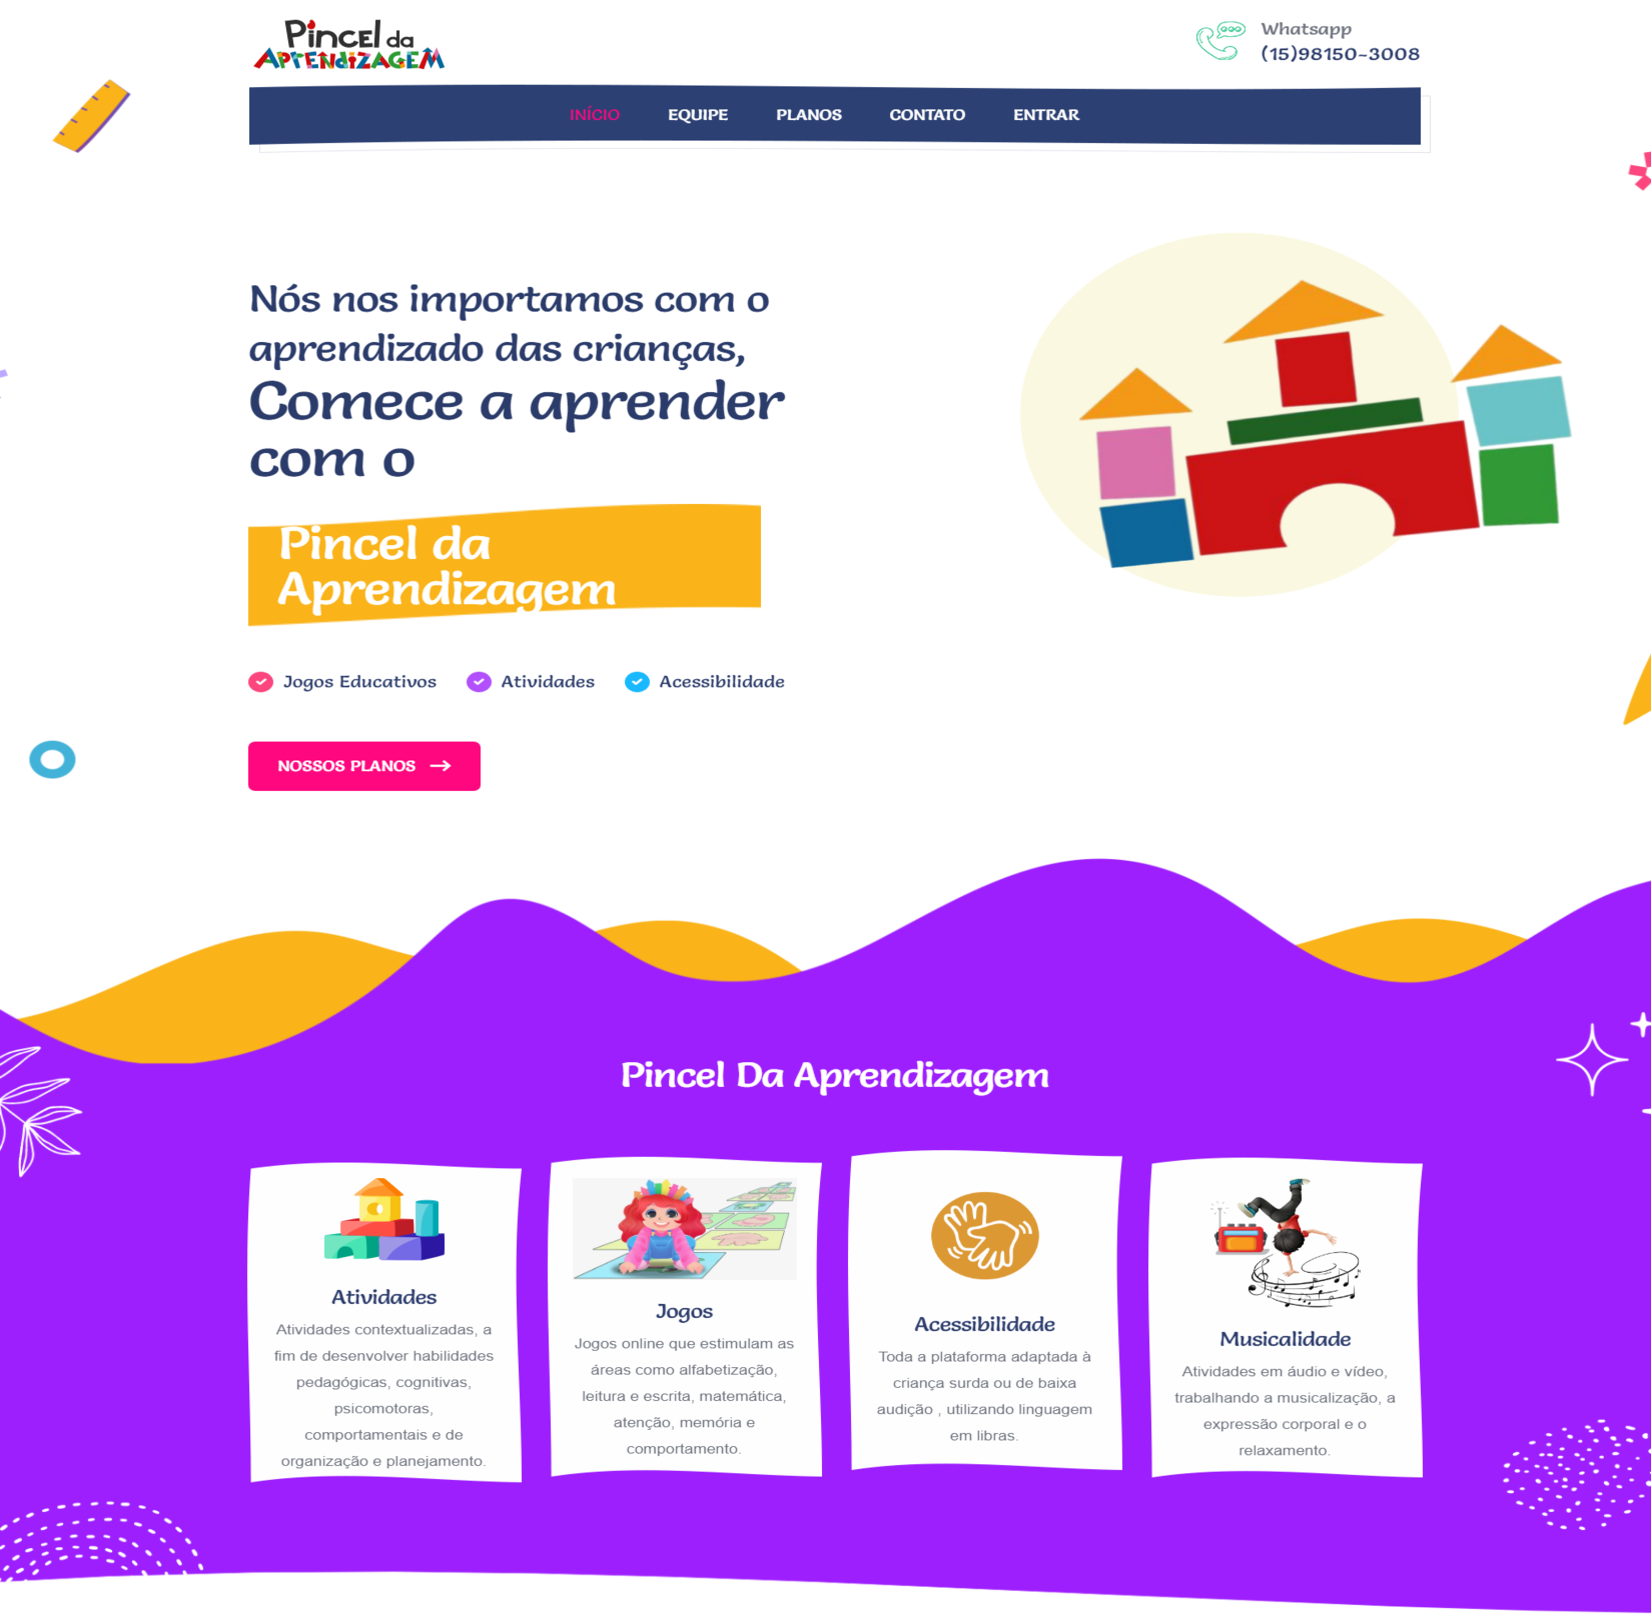 Pincel da
APrENdiZAGEM
Whatsapp
(15)98150-3008
INÍCIO EQUIPE PLANOS CONTATO ENTRAR
Nós nos importamos com o
aprendizado das crianças,
Comece a aprender
com o
Pincel da
Aprendizagem
Jogos Educativos Atividades Acessibilidade
NOSSOS PLANOS
Pincel Da Aprendizagem
Atividades
Atividades contextualizadas, a
fim de desenvolver habilidades
pedagógicas, cognitivas,
psicomotoras,
comportamentais e de
organização e planejamento.
Jogos
Jogos online que estimulam as
áreas como alfabetização,
leitura e escrita, matemática,
atenção, memória e
comportamento.
Acessibilidade
Toda a plataforma adaptada à
criança surda ou de baixa
audição , utilizando linguagem
em libras.
Musicalidade
Atividades em áudio e vídeo,
trabalhando a musicalização, a
expressão corporal e o
relaxamento.